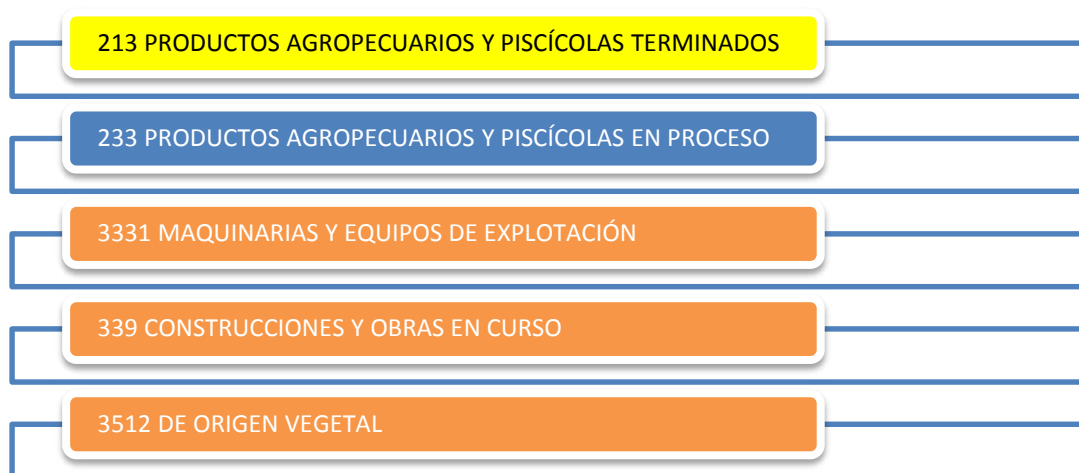 213 PRODUCTOS AGROPECUARIOS Y PISCÍCOLAS TERMINADOS
233 PRODUCTOS AGROPECUARIOS Y PISCÍCOLAS EN PROCESO
3331 MAQUINARIAS Y EQUIPOS DE EXPLOTACIÓN
339 CONSTRUCCIONES Y OBRAS EN CURSO
3512 DE ORIGEN VEGETAL